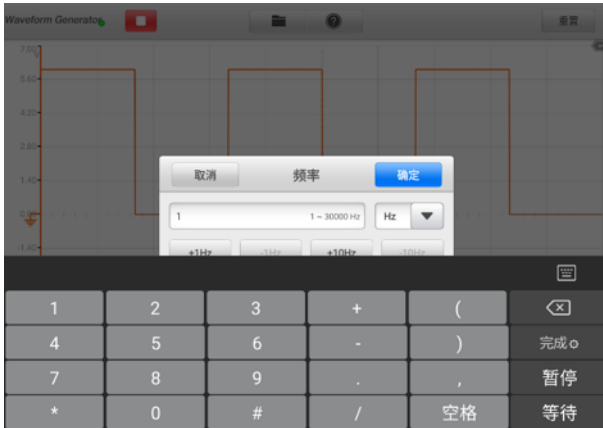 Waveform Generator 重置
7.00
5.60
4.20
2.80
1.40
0.00
-1.40
取消 频率 确定
1 1 ~ 30000 Hz Hz
+1Hz -1Hz +10Hz -10Hz
1 2 3 + (
4 5 6 - ) 完成
7 8 9 . , 暂停
* 0 # / 空格 等待